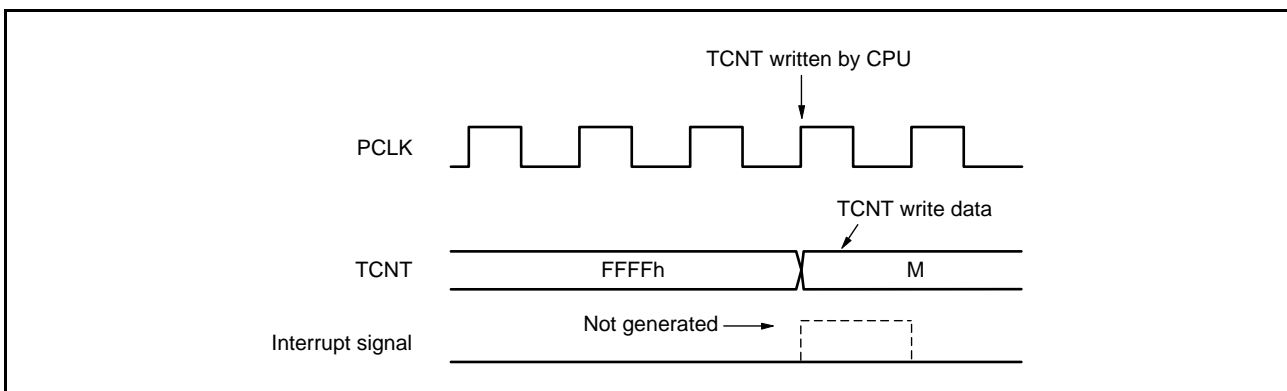 TCNT written by CPU
PCLK
TCNT write data
TCNT
FFFFh
M
Not generated
Interrupt signal